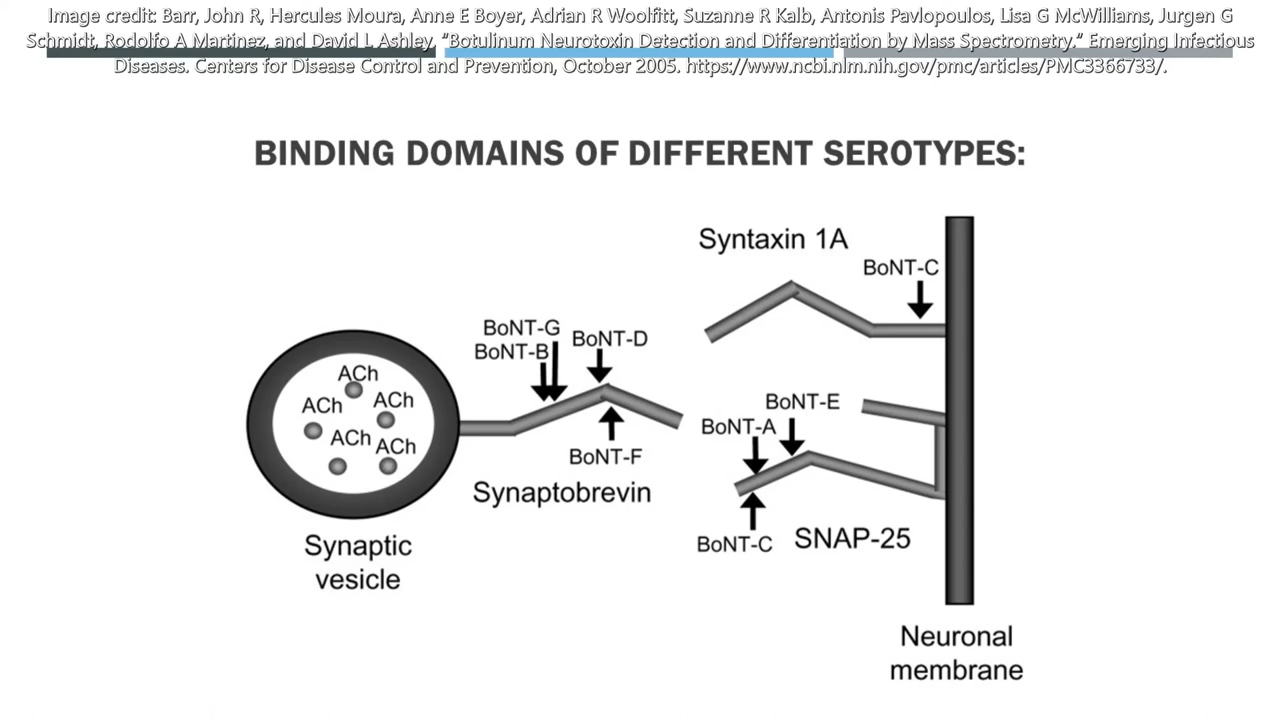 Image credit: Barr, John R, Hercules Moura, Anne E Boyer, Adrian R Woolfitt, Suzanne R Kalb, Antonis Pavlopoulos, Lisa G McWilliams, Jurgen G
Schmidt, Rodolfo A Martinez, and David L Ashley, "Botulinum Neurotoxin Detection and Differentiation by Mass Spectrometry." Emerging Infectious
Diseases. Centers for Disease Control and Prevention, October 2005. https://www.ncbi.nlm.nih.gov/pmc/articles/PMC3366733/.
BINDING DOMAINS OF DIFFERENT SEROTYPES:
Syntaxin 1A
BoNT-C
BoNT-G
BoNT-B
BoNT-D
ACh
ACh
ACh
ACh
ACh
BoNT-E
BoNT-A
BoNT-F
Synaptobrevin
BoNT-C
SNAP-25
Synaptic
vesicle
Neuronal
membrane